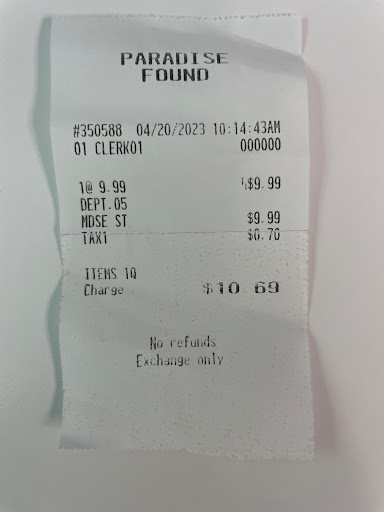 PARADISE
FOUND
#350588 04/20/2023 10:14:43AM
01 CLERK01 000000
1@ 9.99 $9.99
DEPT.05
MDSE ST $9.99
TAX1 $0.70
ITEMS 1Q
Charge $10.69
No refunds
Exchange only